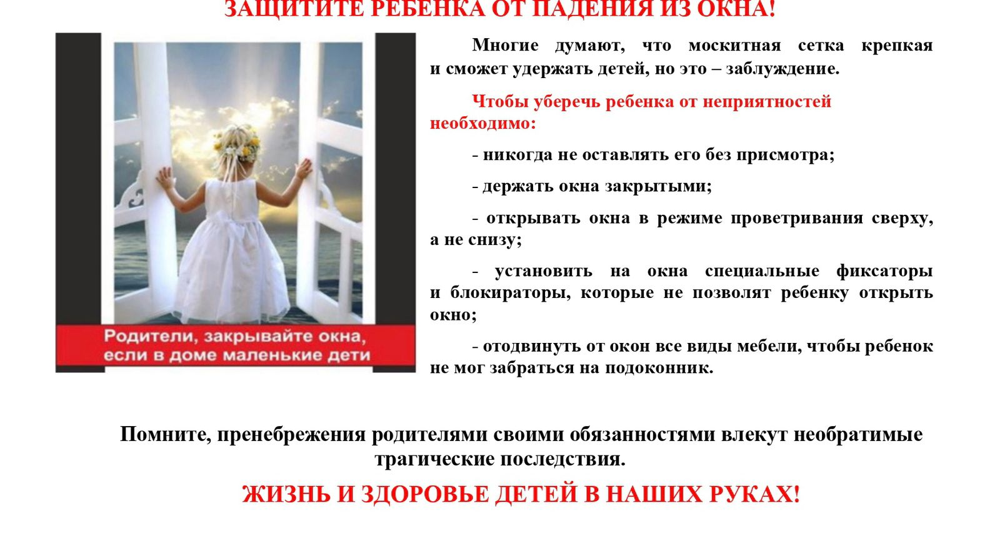 ЗАЩИТИТЕ РЕБЕНКА ОТ ПАДЕНИЯ ИЗ ОКНА!
Родители, закрывайте окна,
если в доме маленькие дети
Многие думают, что москитная сетка крепкая
и сможет удержать детей, но это – заблуждение.
Чтобы уберечь ребенка от неприятностей
необходимо:
- никогда не оставлять его без присмотра;
- держать окна закрытыми;
- открывать окна в режиме проветривания сверху,
а не снизу;
- установить на окна специальные фиксаторы
и блокираторы, которые не позволят ребенку открыть
окно;
- отодвинуть от окон все виды мебели, чтобы ребенок
не мог забраться на подоконник.
Помните, пренебрежения родителями своими обязанностями влекут необратимые
трагические последствия.
ЖИЗНЬ И ЗДОРОВЬЕ ДЕТЕЙ В НАШИХ РУКАХ!